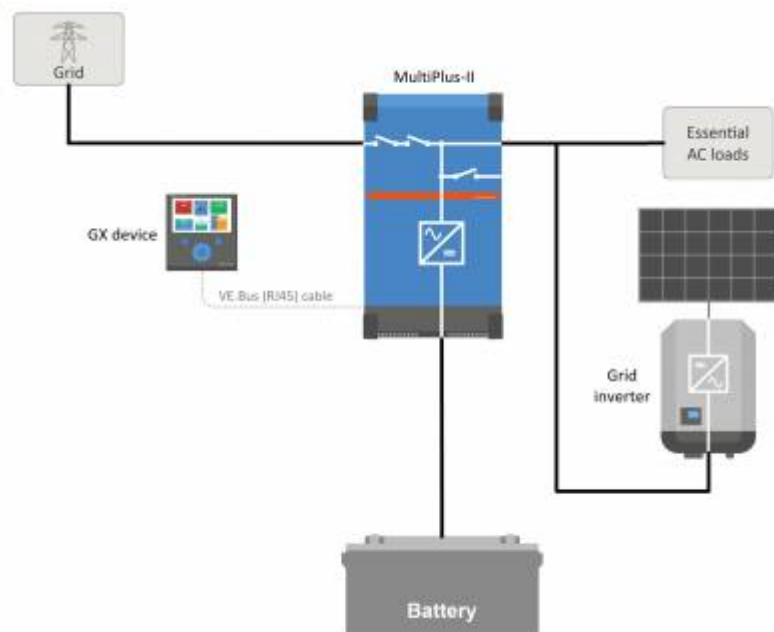 Grid
MultiPlus-II
Essential
AC loads
GX device
VE.Bus (RJ45) cable
Grid
inverter
Battery